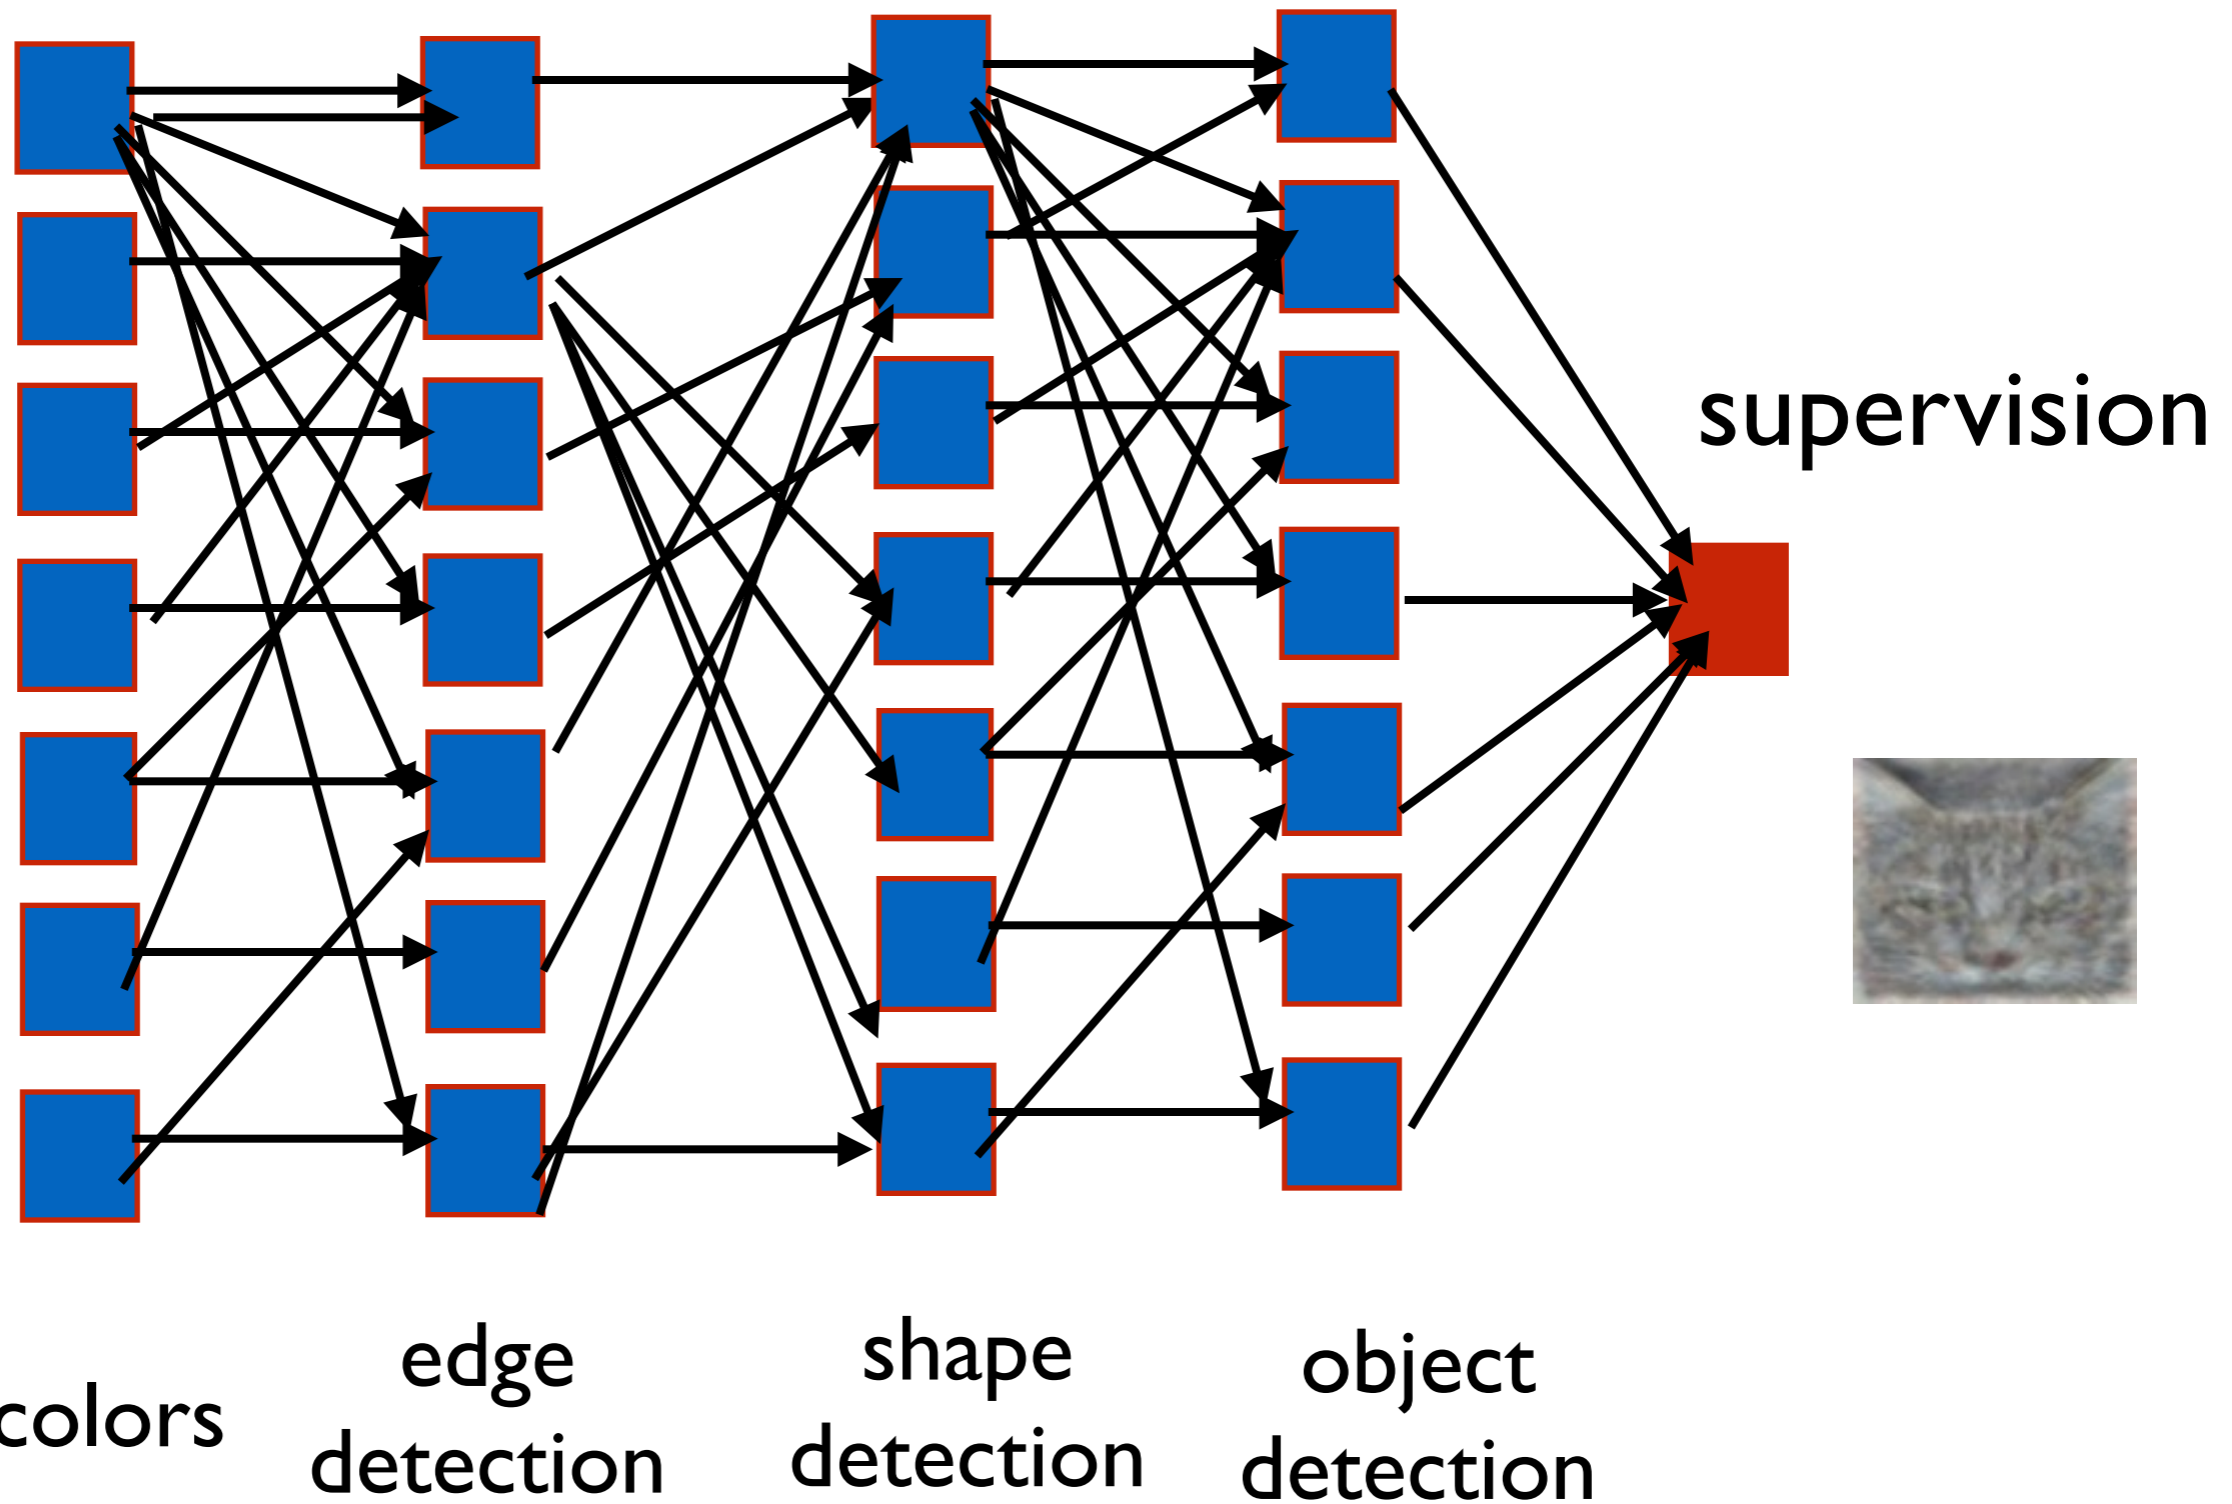 supervision
colors
edge
detection
shape
detection
object
detection